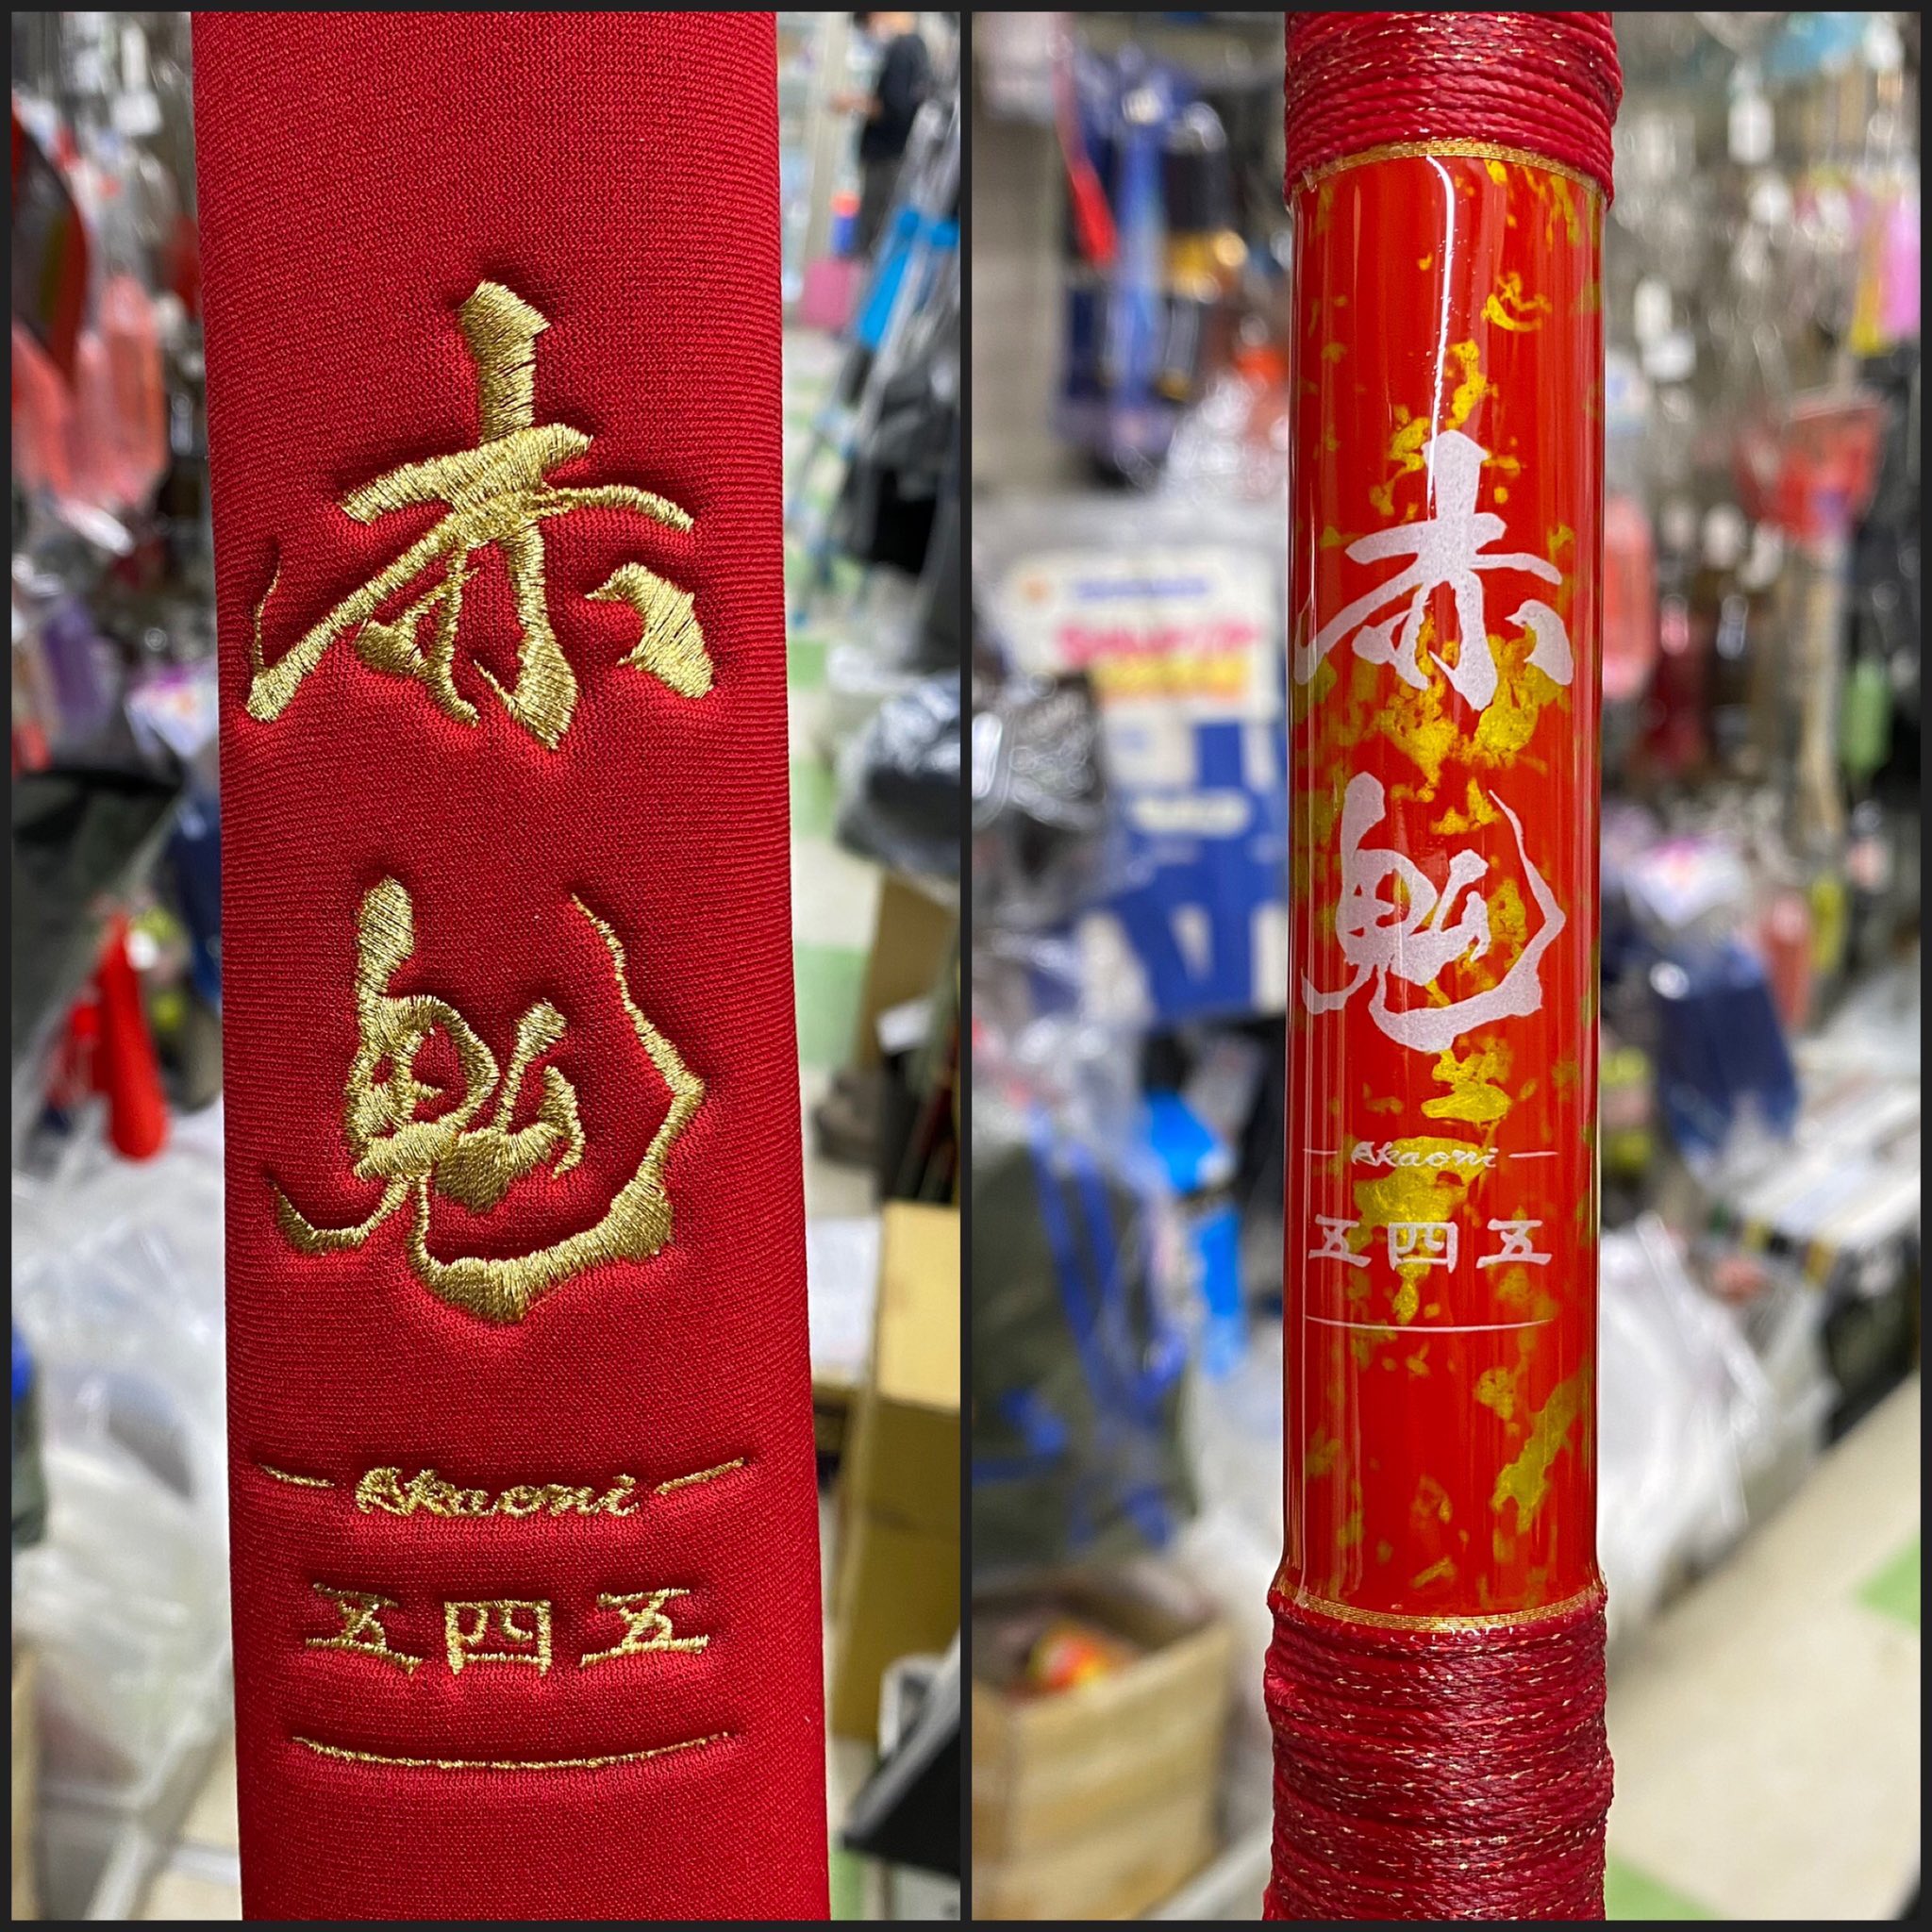 赤
鬼
Akaoni
五四五
赤
鬼
Akaoni
五四五